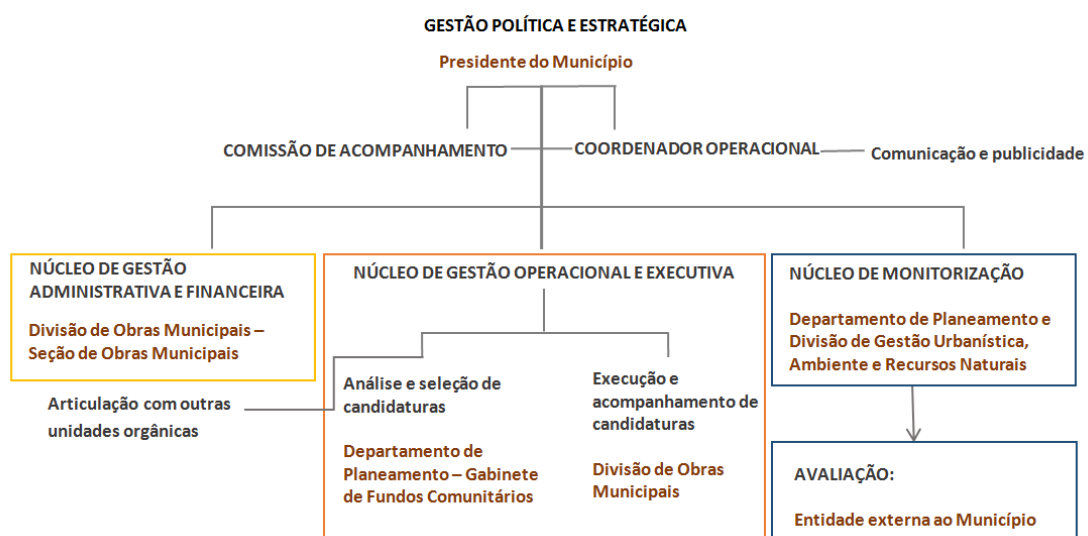 GESTÃO POLÍTICA E ESTRATÉGICA
Presidente do Município
COMISSÃO DE ACOMPANHAMENTO
COORDENADOR OPERACIONAL
Comunicação e publicidade
NÚCLEO DE GESTÃO
ADMINISTRATIVA E FINANCEIRA
Divisão de Obras Municipais –
Seção de Obras Municipais
Articulação com outras
unidades orgânicas
NÚCLEO DE GESTÃO OPERACIONAL E EXECUTIVA
Análise e seleção de
candidaturas
Departamento de
Planeamento – Gabinete
de Fundos Comunitários
Execução e
acompanhamento de
candidaturas
Divisão de Obras
Municipais
NÚCLEO DE MONITORIZAÇÃO
Departamento de Planeamento e
Divisão de Gestão Urbanística,
Ambiente e Recursos Naturais
AVALIAÇÃO:
Entidade externa ao Município